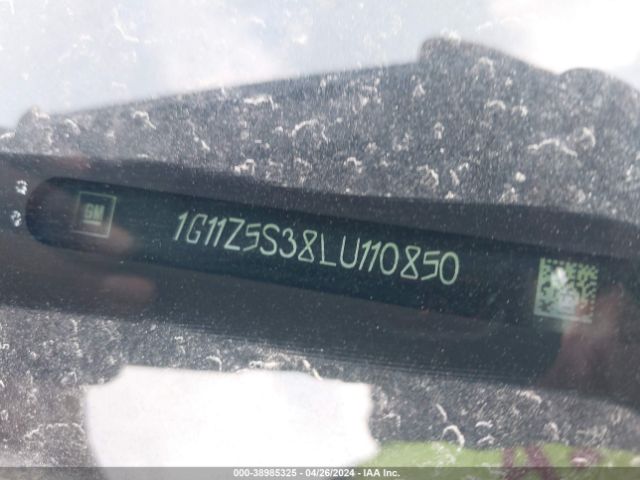 GM
1G11Z5S38LU110850
000-38985325 - 04/26/2024 - IAA Inc.